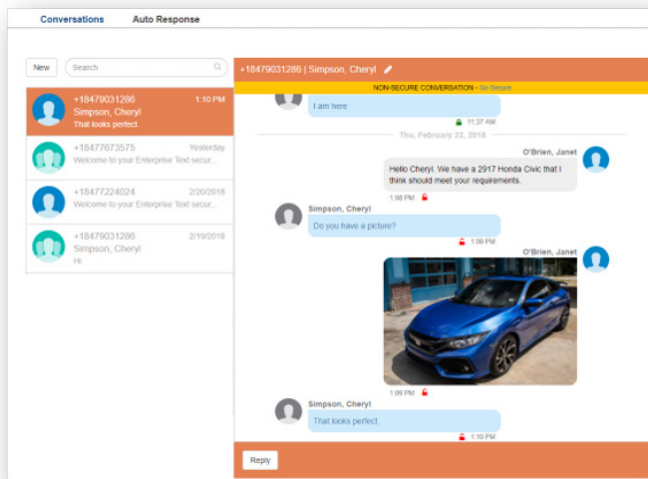 Conversations
Auto Response
New
Search
+18479031286 1:10 PM
Simpson, Cheryl
That looks perfect.
+18477673575 Yesterday
Welcome to your Enterprise Text secur...
+18477224024 2/20/2018
Welcome to your Enterprise Text secur...
+18479031286 2/19/2018
Simpson, Cheryl
Hi
+18479031286 | Simpson, Cheryl
NON-SECURE CONVERSATION - Go Secure
I am here
11:37 AM
Thu, February 22, 2018
O'Brien, Janet
Hello Cheryl. We have a 2917 Honda Civic that I
think should meet your requirements.
1:08 PM
Simpson, Cheryl
Do you have a picture?
1:09 PM
O'Brien, Janet
1:09 PM
Simpson, Cheryl
That looks perfect.
1:10 PM
Reply